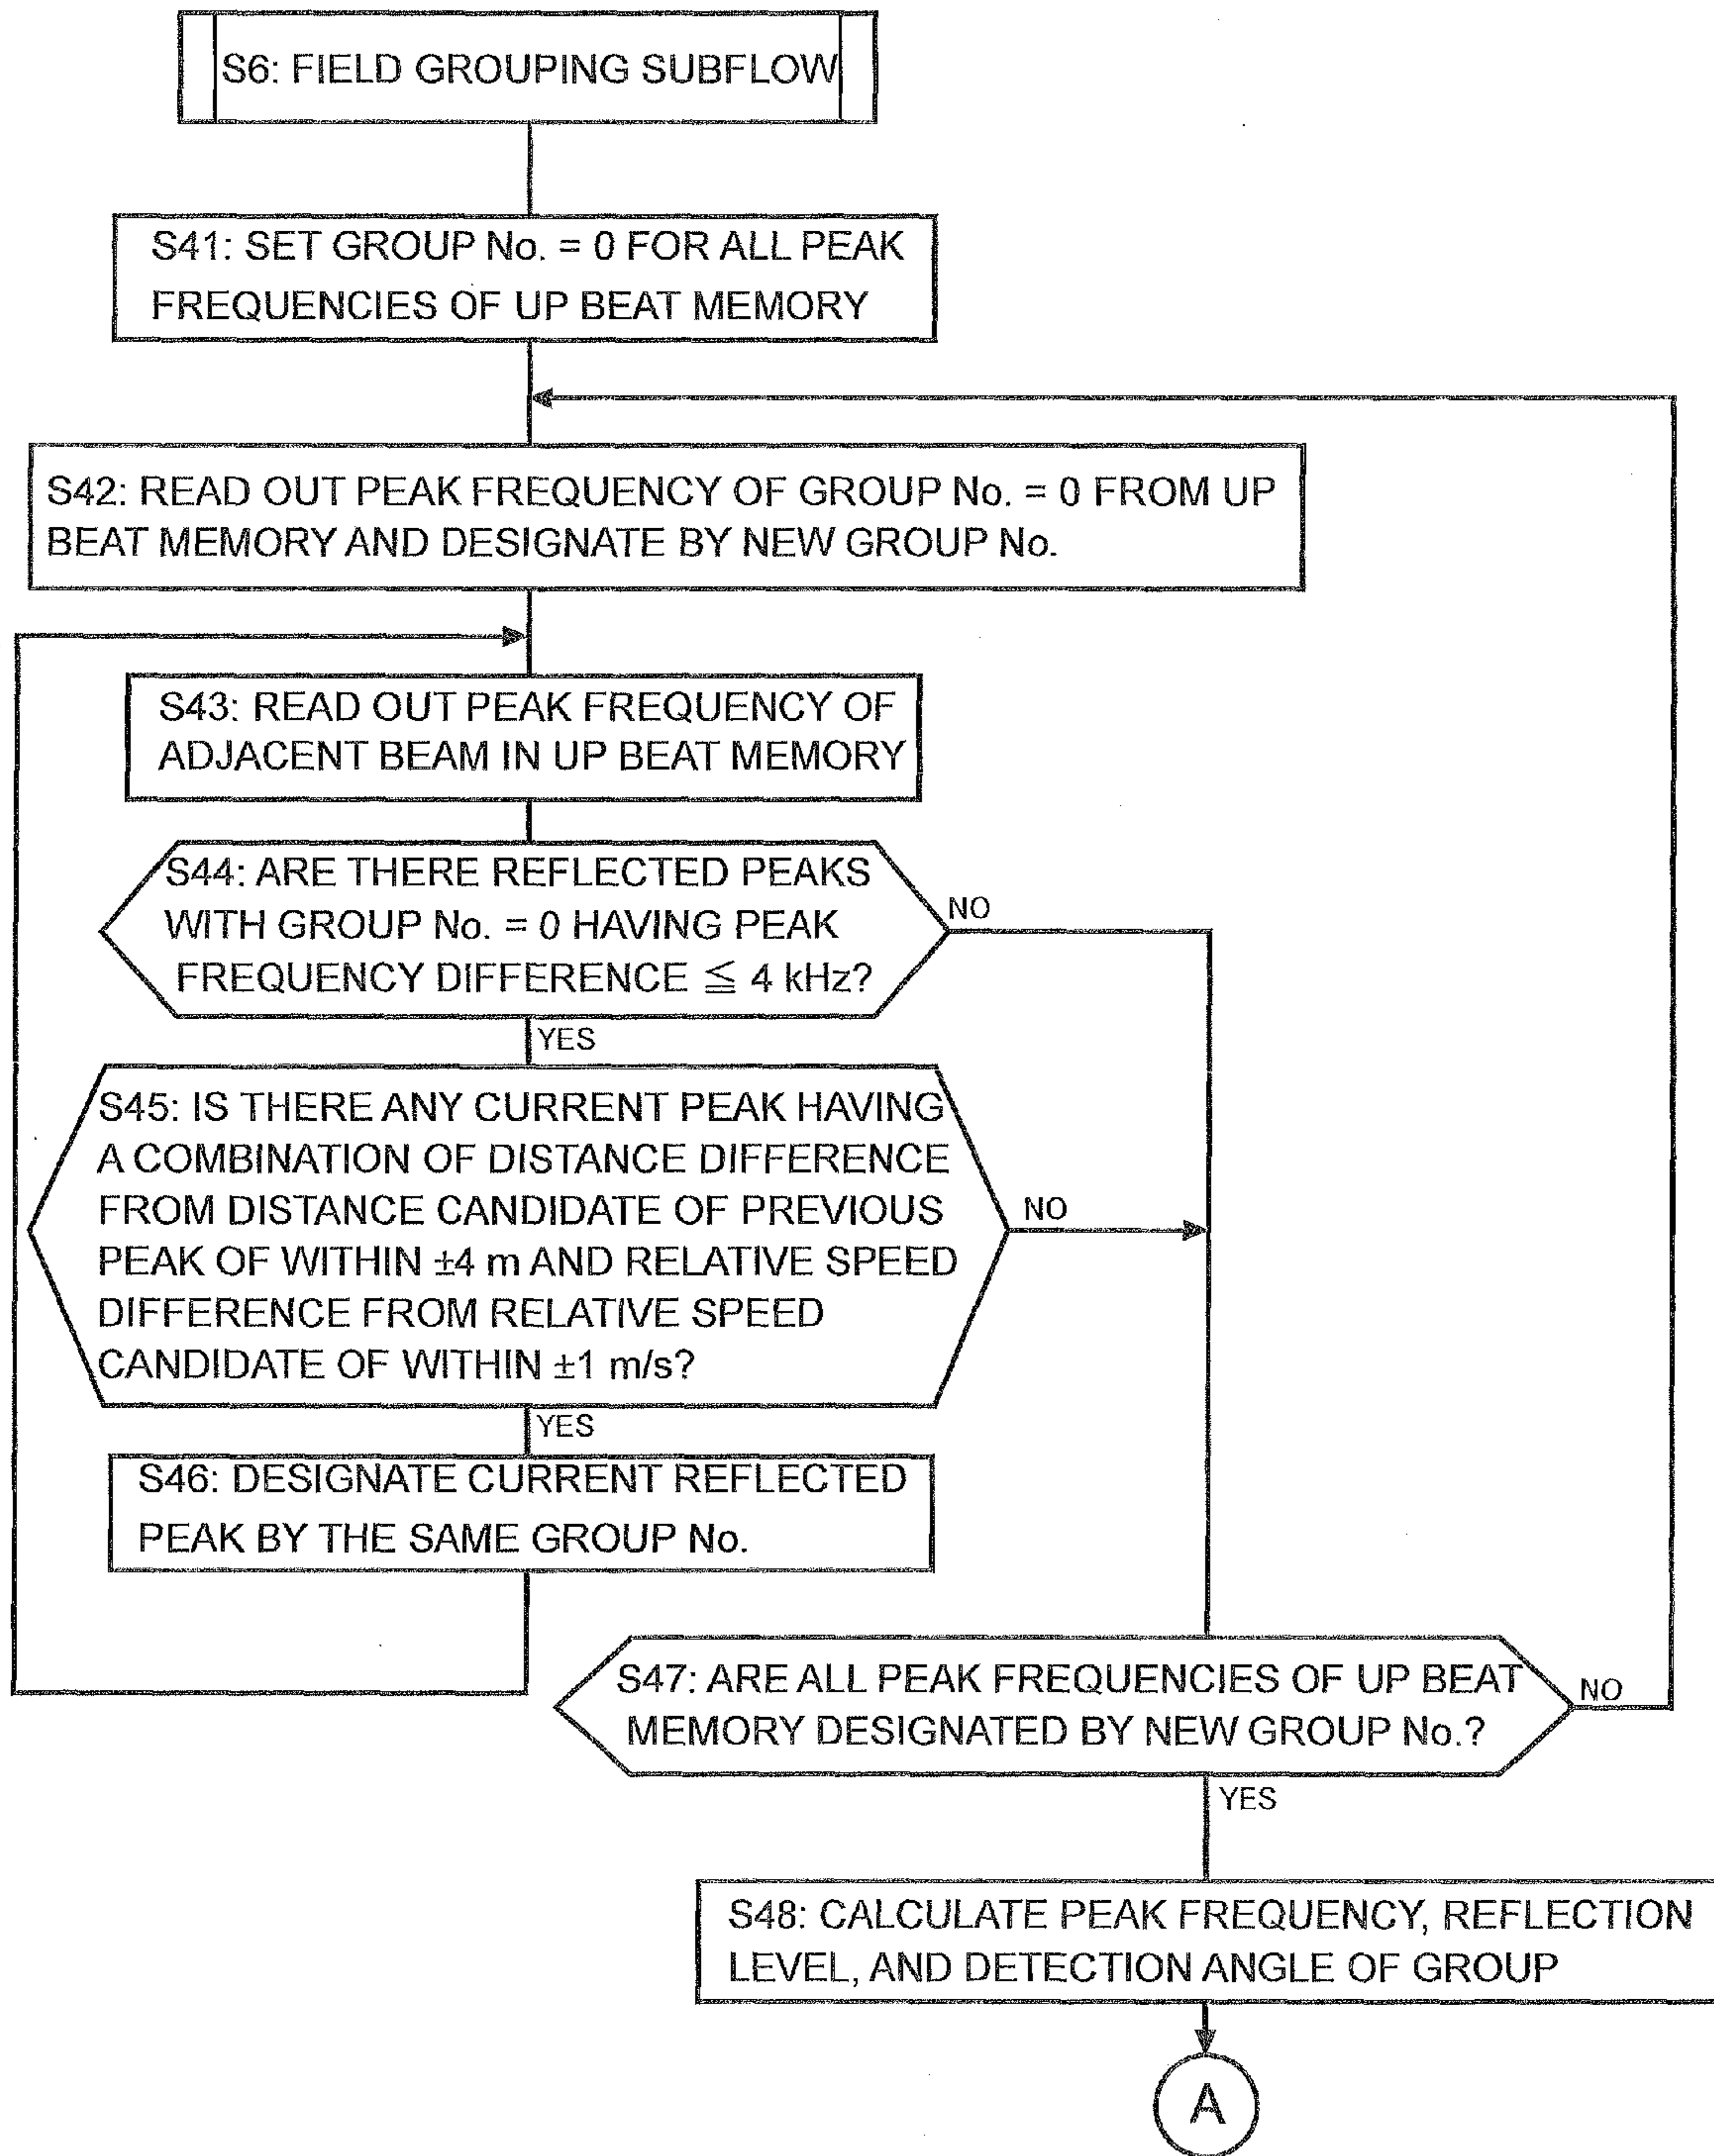 S6: FIELD GROUPING SUBFLOW
S41: SET GROUP No. = 0 FOR ALL PEAK
FREQUENCIES OF UP BEAT MEMORY
S42: READ OUT PEAK FREQUENCY OF GROUP No. = 0 FROM UP
BEAT MEMORY AND DESIGNATE BY NEW GROUP No.
S43: READ OUT PEAK FREQUENCY OF
ADJACENT BEAM IN UP BEAT MEMORY
S44: ARE THERE REFLECTED PEAKS
WITH GROUP No. = 0 HAVING PEAK
FREQUENCY DIFFERENCE ≦ 4 kHz?
NO
YES
S45: IS THERE ANY CURRENT PEAK HAVING
A COMBINATION OF DISTANCE DIFFERENCE
FROM DISTANCE CANDIDATE OF PREVIOUS
PEAK OF WITHIN ±4 m AND RELATIVE SPEED
DIFFERENCE FROM RELATIVE SPEED
CANDIDATE OF WITHIN ±1 m/s?
NO
YES
S46: DESIGNATE CURRENT REFLECTED
PEAK BY THE SAME GROUP No.
S47: ARE ALL PEAK FREQUENCIES OF UP BEAT
MEMORY DESIGNATED BY NEW GROUP No.?
NO
YES
S48: CALCULATE PEAK FREQUENCY, REFLECTION
LEVEL, AND DETECTION ANGLE OF GROUP
A